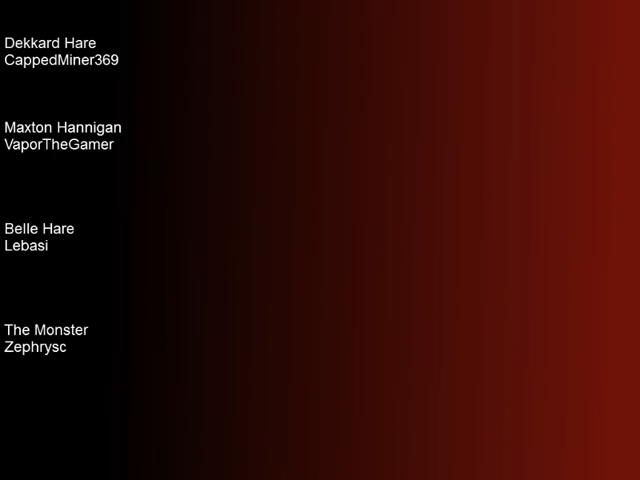 Dekkard Hare
CappedMiner369
Maxton Hannigan
VaporTheGamer
Belle Hare
Lebasi
The Monster
Zephrysc